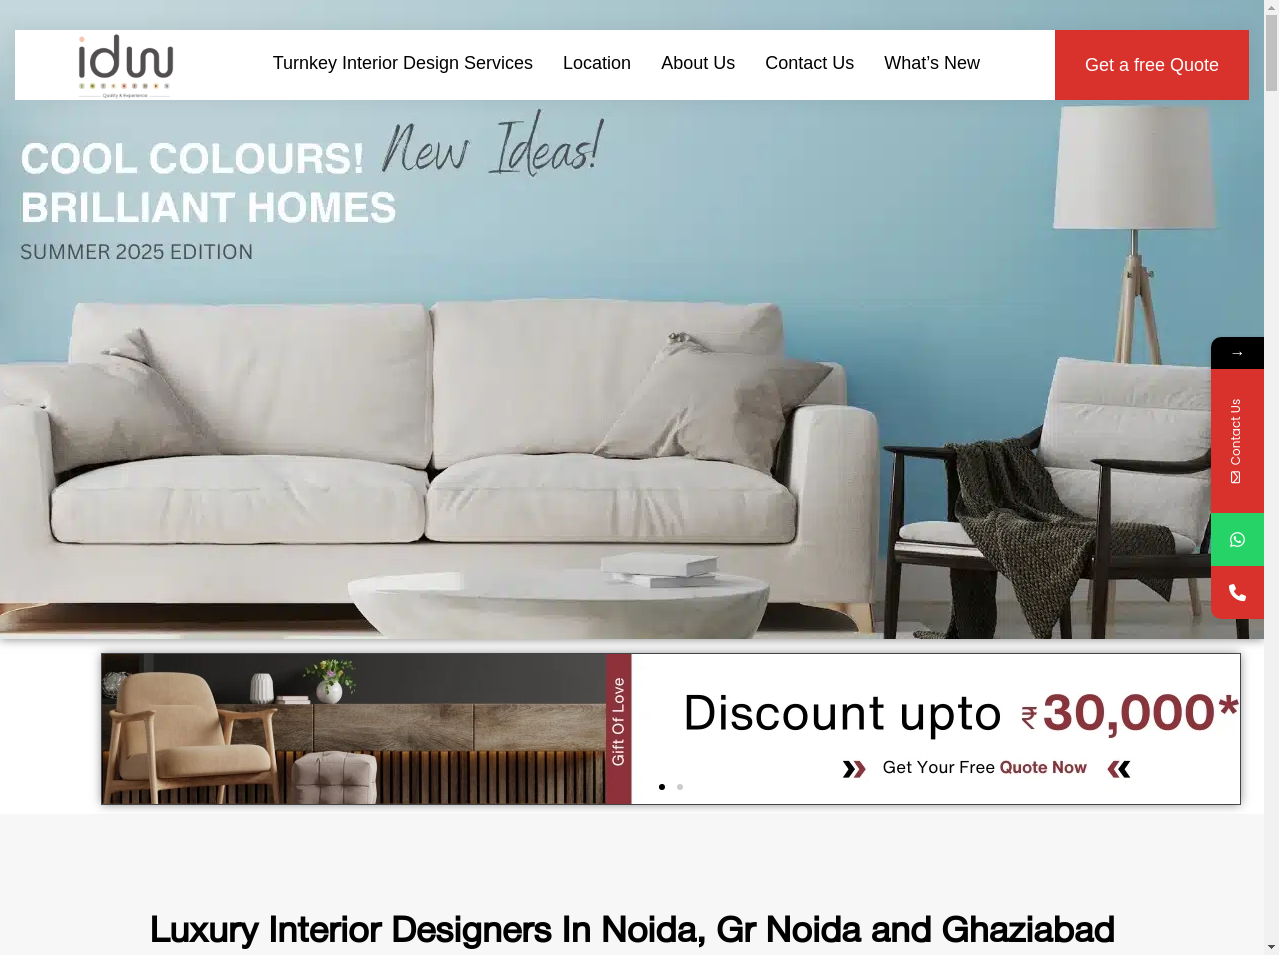 idw
INTERIORS
Quality & Experience
Turnkey Interior Design Services
Location
About Us
Contact Us
What’s New
Get a free Quote
COOL COLOURS! New Ideas!
BRILLIANT HOMES
SUMMER 2025 EDITION
→
Contact Us
Gift Of Love
Discount upto ₹30,000*
Get Your Free Quote Now
Luxury Interior Designers In Noida, Gr Noida and Ghaziabad